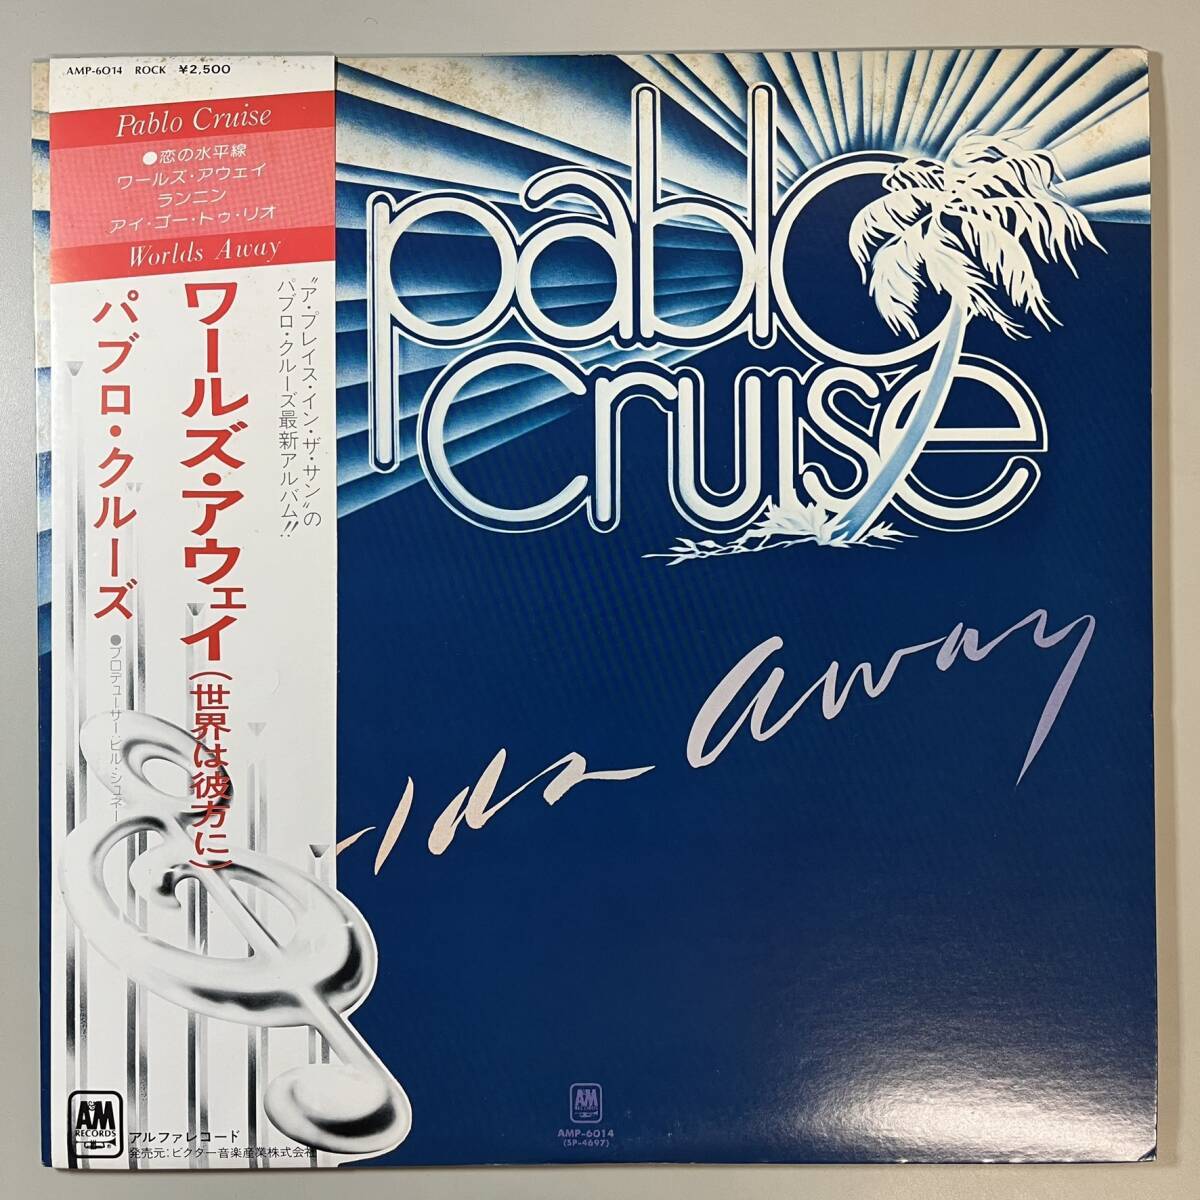 AMP-6014 ROCK ¥2,500
Pablo Cruise
●恋の水平線
ワールズ・アウェイ
ランニン
アイ・ゴー・トゥ・リオ
Worlds Away
“ア・プレイス・イン・ザ・サン”の
パブロ・クルーズ最新アルバム!!
ワールズ・アウェイ(世界は彼方に)
パブロ・クルーズ
●プロデューサー:ビル・シュネー
A&M
RECORDS
アルファレコード
発売元:ビクター音楽産業株式会社
pablo
cruise
lds away
A&M
RECORDS
AMP-6014
(SP-4697)